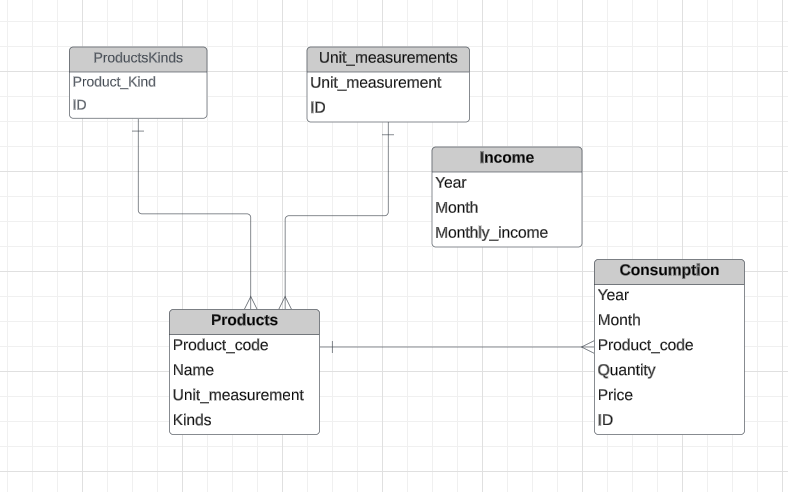 ProductsKinds
Product_Kind
ID
Unit_measurements
Unit_measurement
ID
Income
Year
Month
Monthly_income
Consumption
Year
Month
Product_code
Quantity
Price
ID
Products
Product_code
Name
Unit_measurement
Kinds